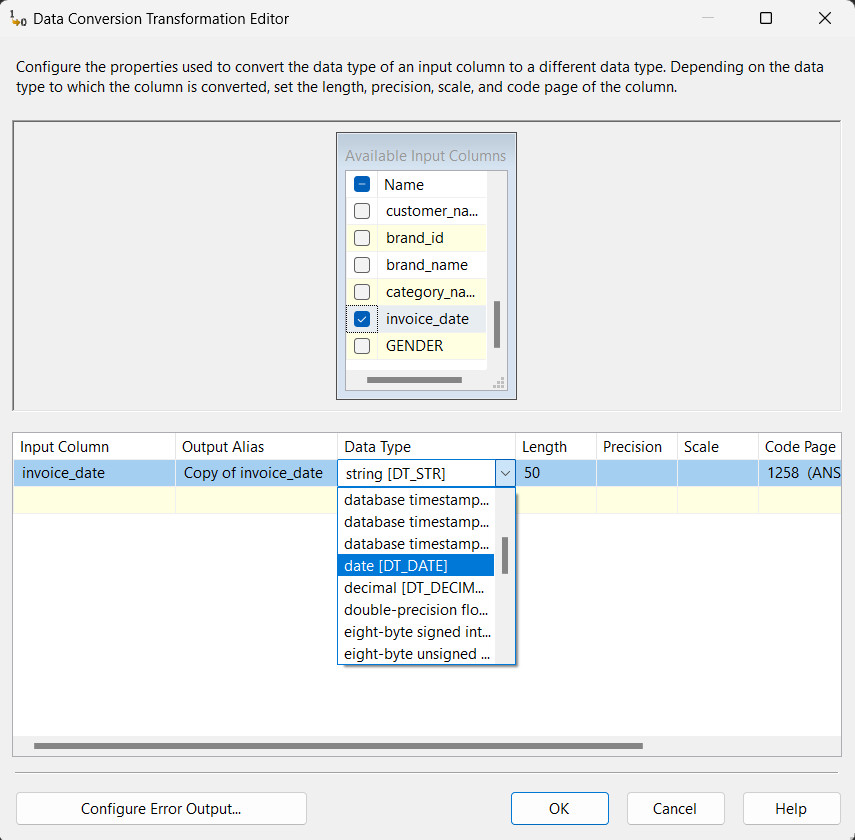 Data Conversion Transformation Editor
Configure the properties used to convert the data type of an input column to a different data type. Depending on the data
type to which the column is converted, set the length, precision, scale, and code page of the column.
Available Input Columns
Name
customer_na...
brand_id
brand_name
category_na...
invoice_date
GENDER
Input Column Output Alias Data Type Length Precision Scale Code Page
invoice_date Copy of invoice_date string [DT_STR] 50 1258 (ANS
database timestamp...
database timestamp...
database timestamp...
date [DT_DATE]
decimal [DT_DECIM...
double-precision flo...
eight-byte signed int...
eight-byte unsigned ...
Configure Error Output... OK Cancel Help